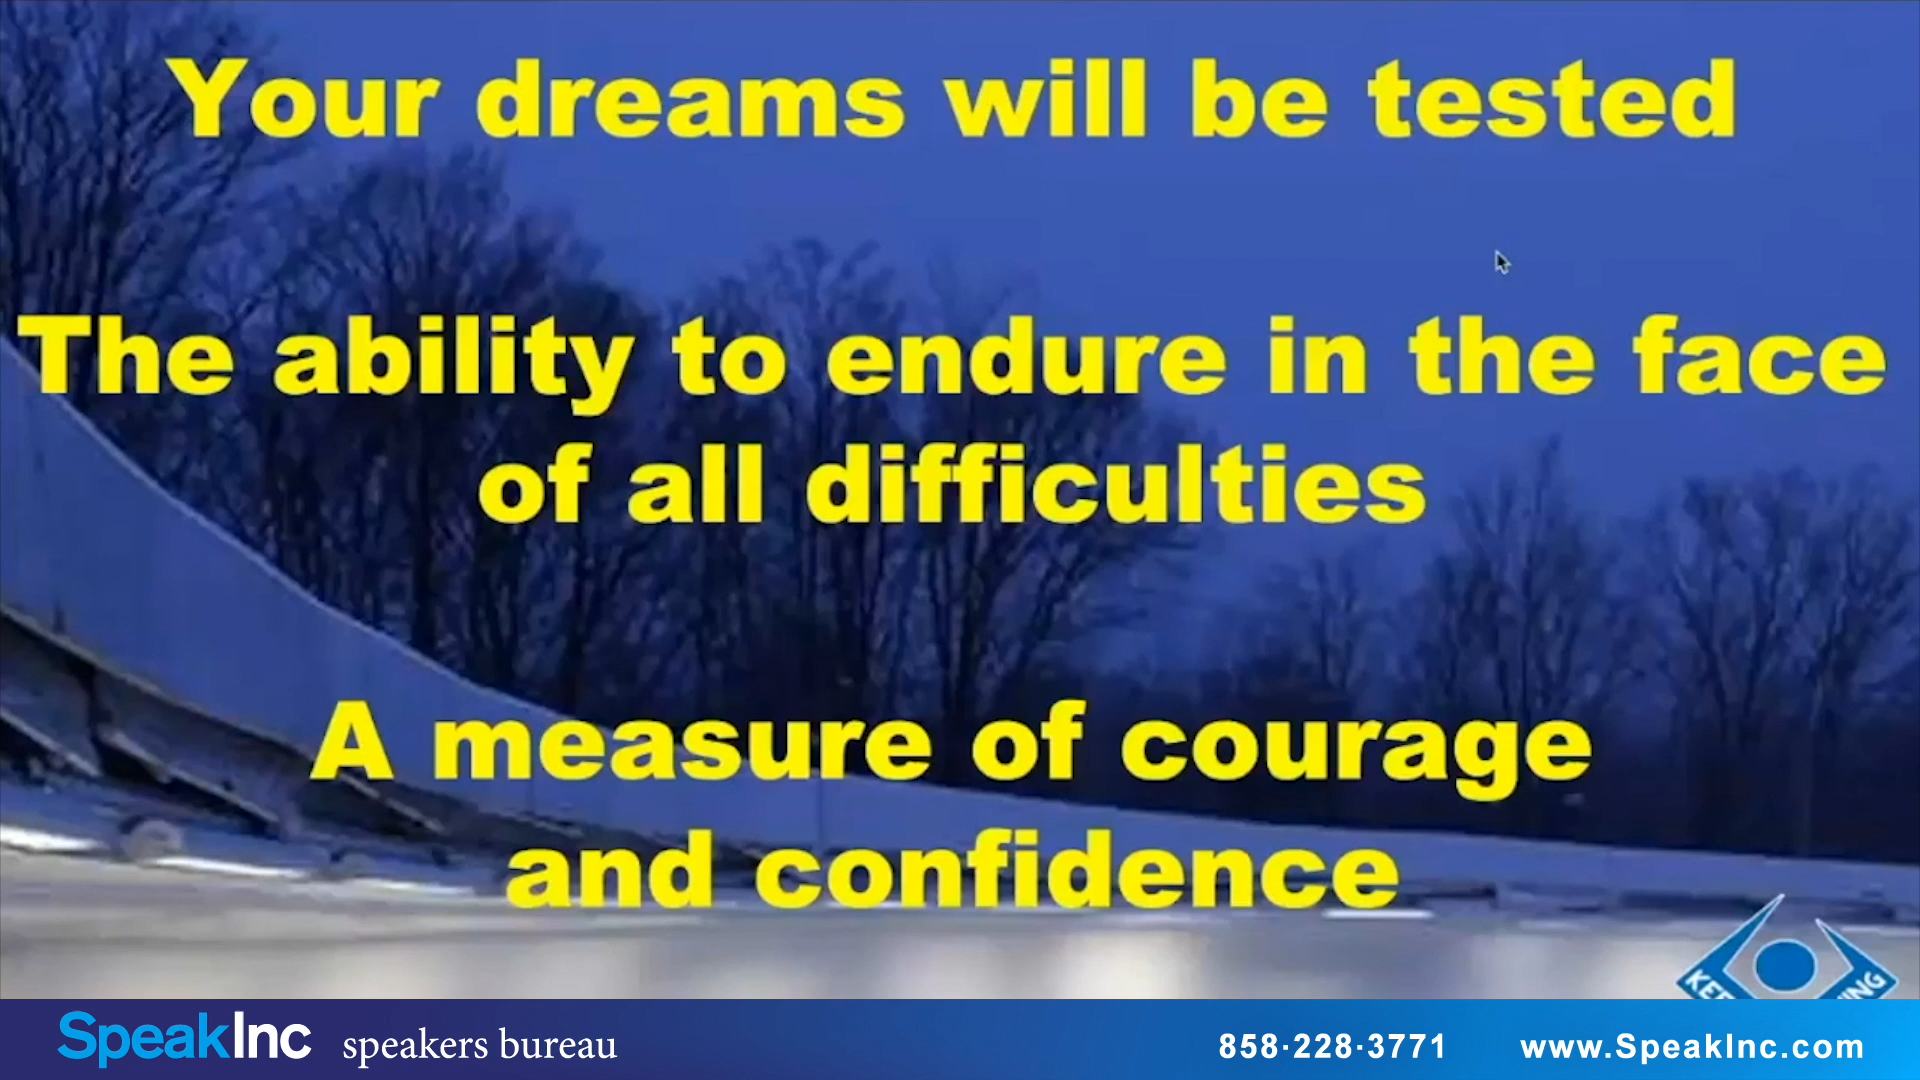 Your dreams will be tested
The ability to endure in the face
of all difficulties
A measure of courage
and confidence
SpeakInc speakers bureau
858·228·3771 www.SpeakInc.com